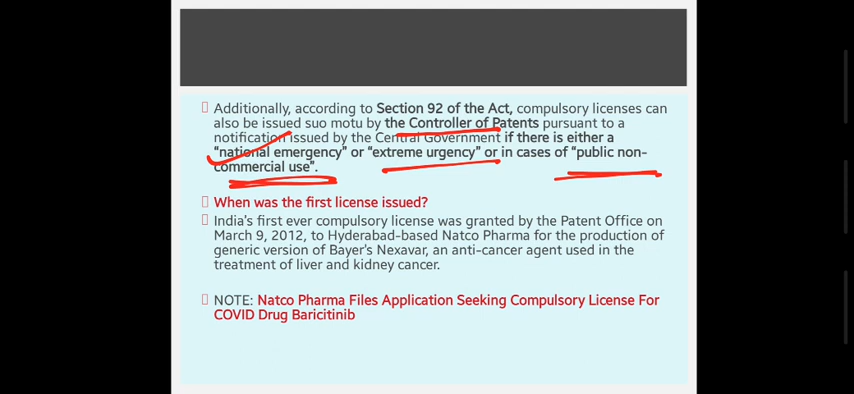 Additionally, according to Section 92 of the Act, compulsory licenses can
also be issued suo motu by the Controller of Patents pursuant to a
notification issued by the Central Government if there is either a
“national emergency” or “extreme urgency” or in cases of “public non-
commercial use”.
When was the first license issued?
India’s first ever compulsory license was granted by the Patent Office on
March 9, 2012, to Hyderabad-based Natco Pharma for the production of
generic version of Bayer’s Nexavar, an anti-cancer agent used in the
treatment of liver and kidney cancer.
NOTE: Natco Pharma Files Application Seeking Compulsory License For
COVID Drug Baricitinib